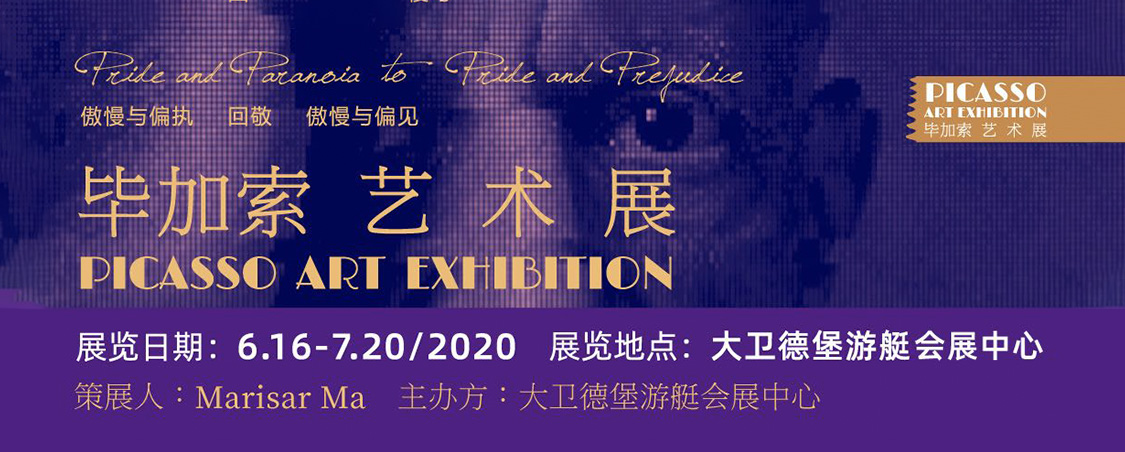 Pride and Paranoia to Pride and Prejudice
傲慢与偏执 回敬 傲慢与偏见
毕加索 艺 术 展
PICASSO ART EXHIBITION
PICASSO
ART EXHIBITION
毕加索 艺 术 展
展览日期：6.16-7.20/2020 展览地点：大卫德堡游艇会展中心
策展人：Marisar Ma 主办方：大卫德堡游艇会展中心